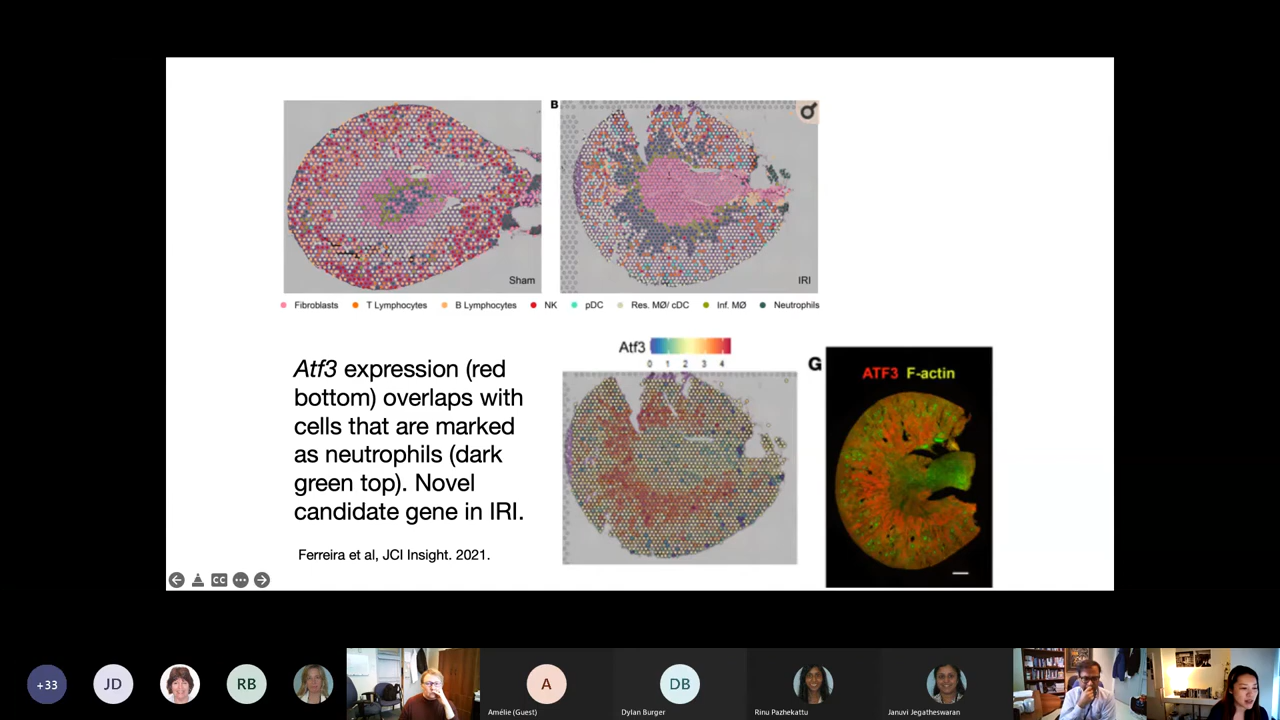 B
Sham
IRI
Fibroblasts T Lymphocytes B Lymphocytes NK pDC Res. MØ/ cDC Inf. MØ Neutrophils
Atf3
0 1 2 3 4
Atf3 expression (red
bottom) overlaps with
cells that are marked
as neutrophils (dark
green top). Novel
candidate gene in IRI.
Ferreira et al, JCI Insight. 2021.
G
ATF3 F-actin
CC
+33
JD
RB
A
Amélie (Guest)
DB
Dylan Burger
Rinu Pazhekattu
Januvi Jegatheswaran